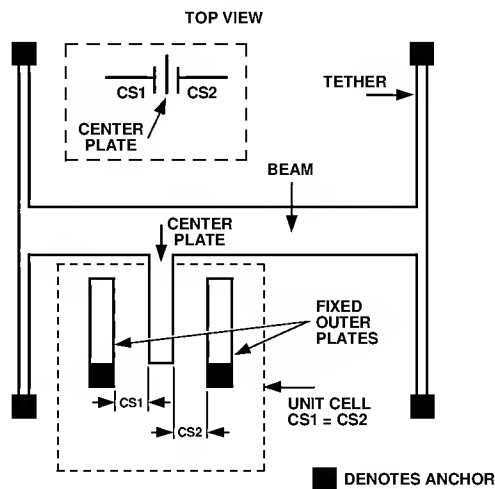 TOP VIEW
CS1 CS2
CENTER
PLATE
TETHER
BEAM
CENTER
PLATE
FIXED
OUTER
PLATES
CS1
CS2
UNIT CELL
CS1 = CS2
DENOTES ANCHOR